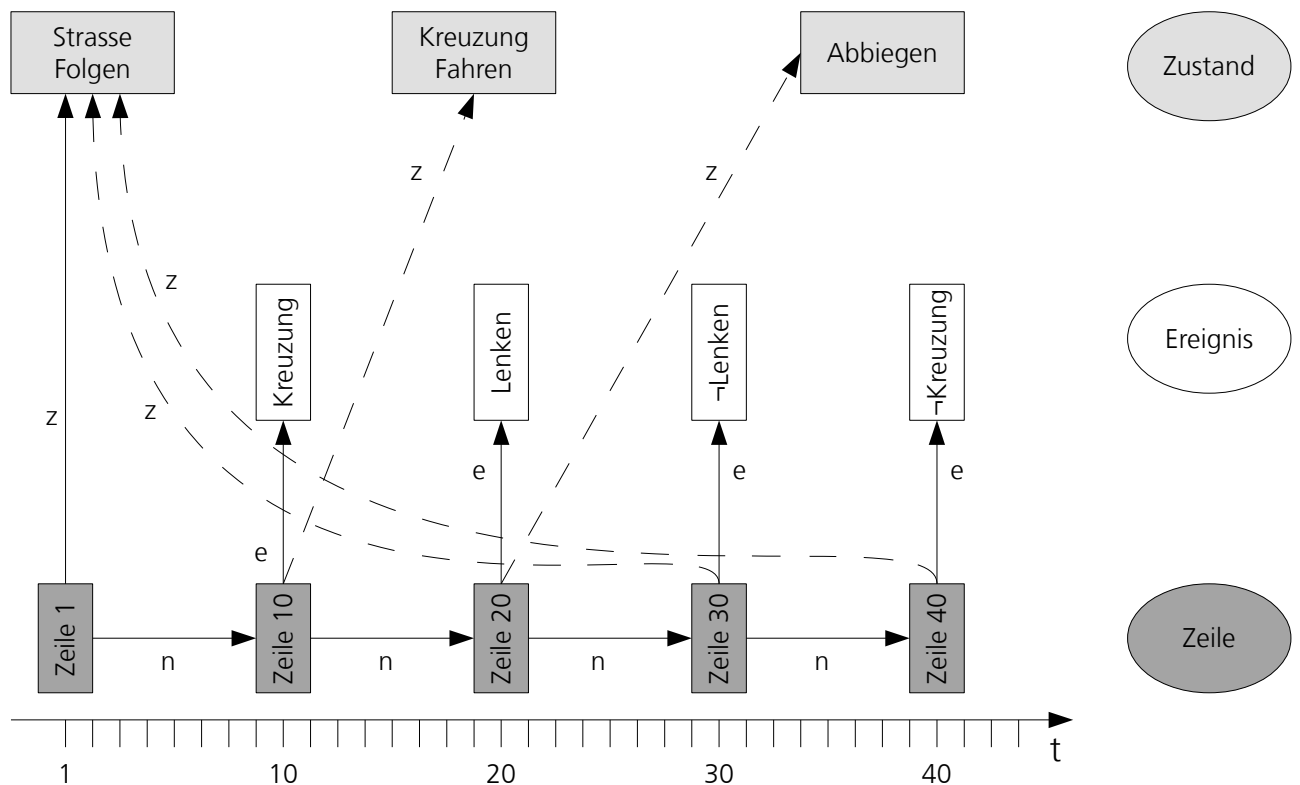 Strasse
Folgen
Kreuzung
Fahren
Abbiegen
Zustand
z
z
z
z
z
Kreuzung
Lenken
¬Lenken
¬Kreuzung
Ereignis
e
e
e
e
Zeile 1
Zeile 10
Zeile 20
Zeile 30
Zeile 40
Zeile
n
n
n
n
t
1
10
20
30
40